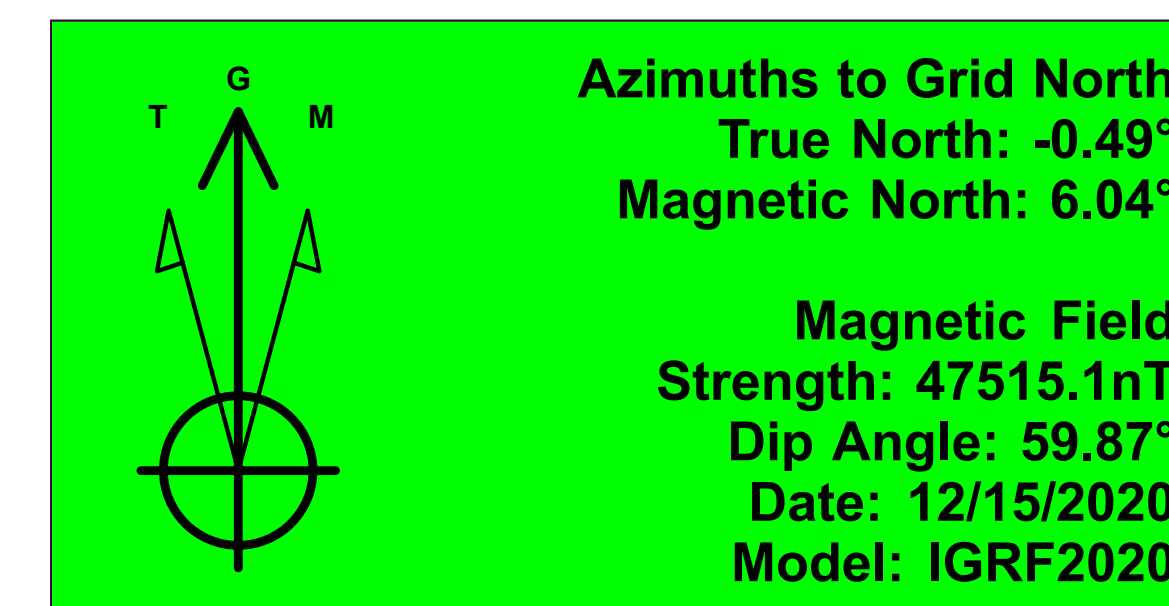 G
T M
Azimuths to Grid North
True North: -0.49°
Magnetic North: 6.04°
Magnetic Field
Strength: 47515.1nT
Dip Angle: 59.87°
Date: 12/15/2020
Model: IGRF2020